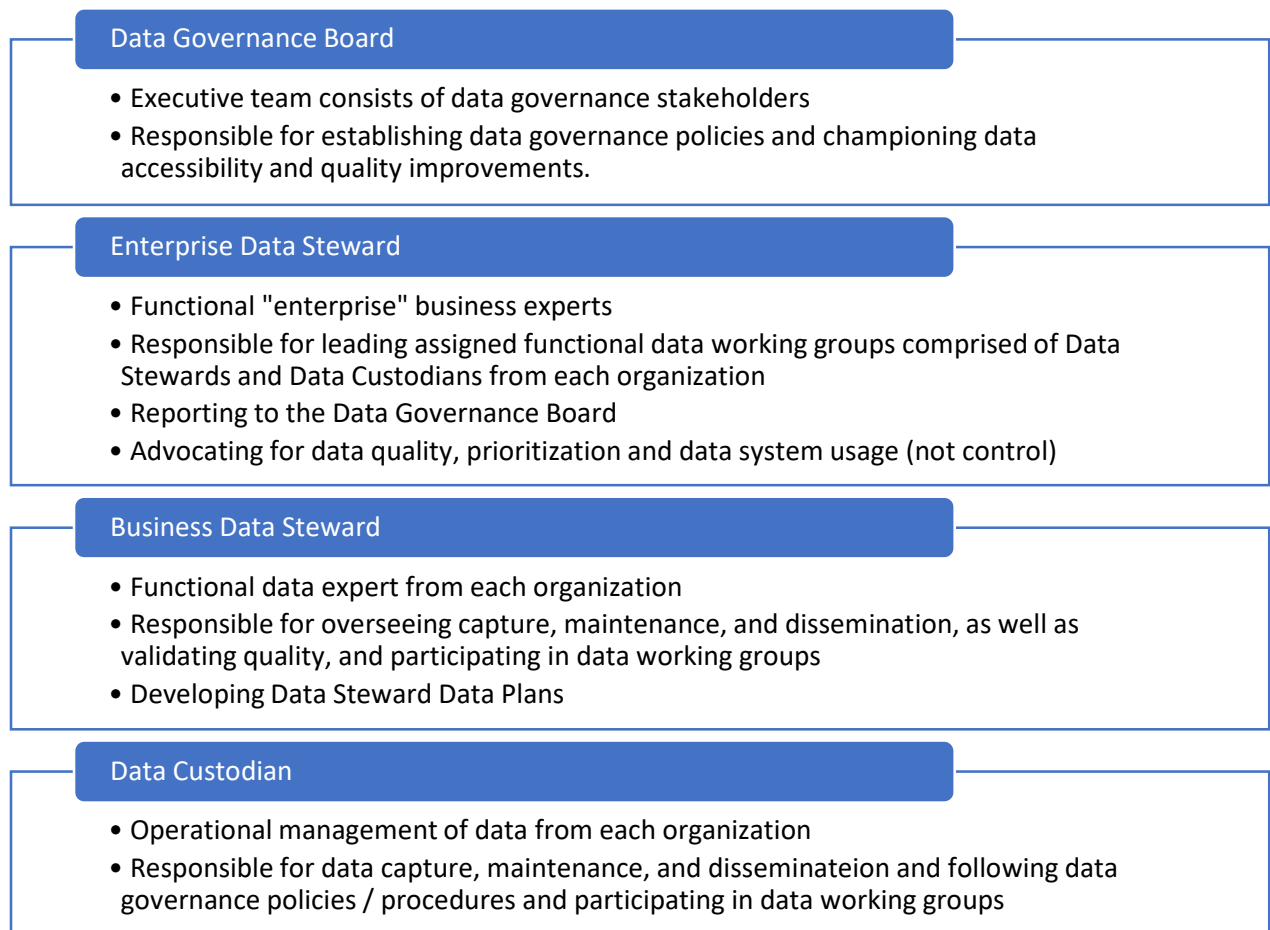 Data Governance Board
• Executive team consists of data governance stakeholders
• Responsible for establishing data governance policies and championing data
accessibility and quality improvements.
Enterprise Data Steward
• Functional "enterprise" business experts
• Responsible for leading assigned functional data working groups comprised of Data
Stewards and Data Custodians from each organization
• Reporting to the Data Governance Board
• Advocating for data quality, prioritization and data system usage (not control)
Business Data Steward
• Functional data expert from each organization
• Responsible for overseeing capture, maintenance, and dissemination, as well as
validating quality, and participating in data working groups
• Developing Data Steward Data Plans
Data Custodian
• Operational management of data from each organization
• Responsible for data capture, maintenance, and disseminateion and following data
governance policies / procedures and participating in data working groups